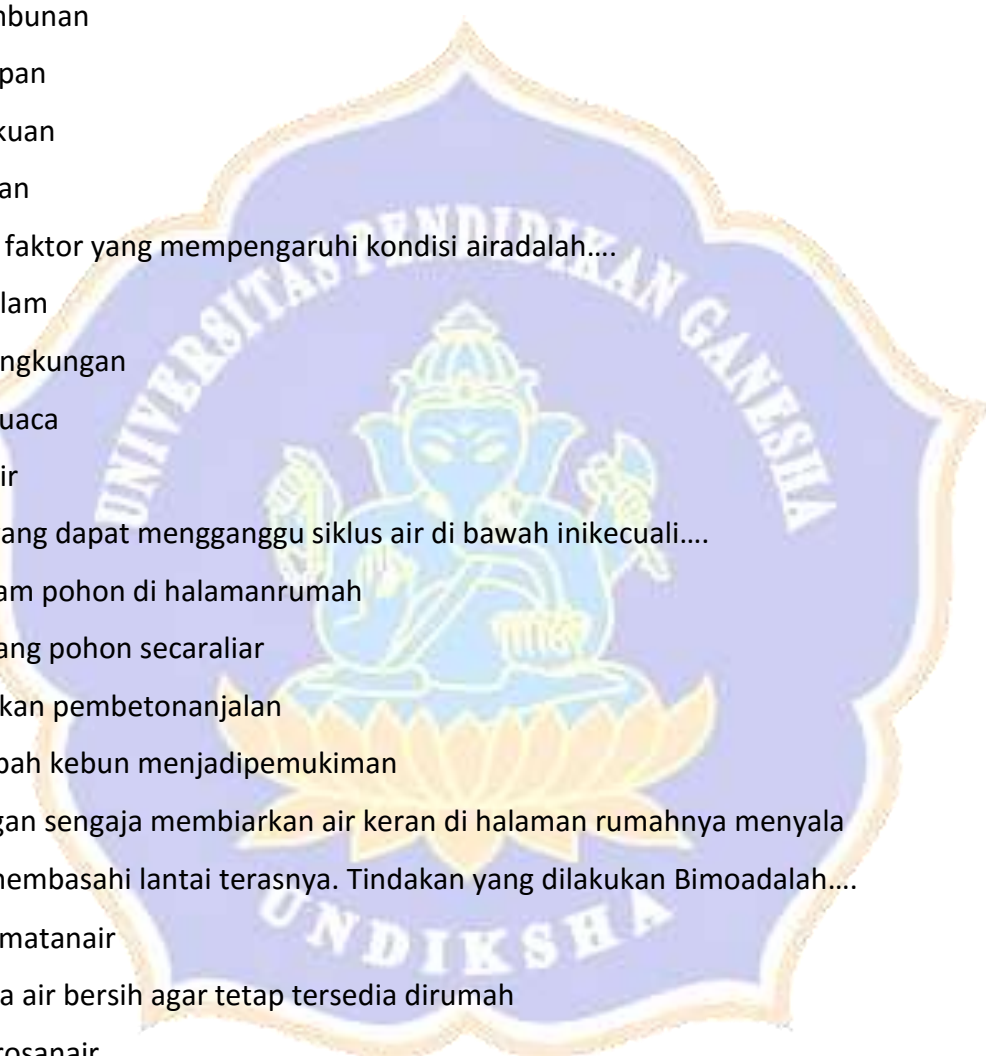 nbunan
pan
kuan
an
faktor yang mempengaruhi kondisi airadalah....
lam
ngkungan
uaca
ir
ang dapat mengganggu siklus air di bawah inikecuali....
am pohon di halamanrumah
ang pohon secaraliar
kan pembetonanjalan
bah kebun menjadipemukiman
gan sengaja membiarkan air keran di halaman rumahnya menyala
membasahi lantai terasnya. Tindakan yang dilakukan Bimoadalah....
matanair
a air bersih agar tetap tersedia dirumah
rosanair
UNIVERSITAS PENDIDIKAN GANESHA
UNDIKSHA